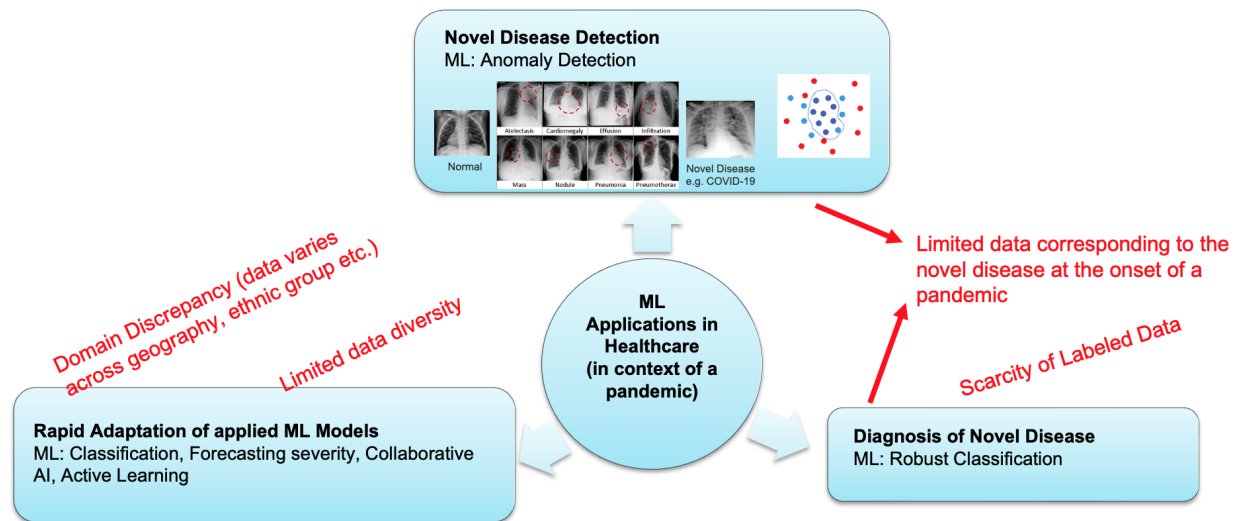 Novel Disease Detection
ML: Anomaly Detection
Normal
Atelectasis
Cardiomegaly
Effusion
Infiltration
Mass
Nodule
Pneumonia
Pneumothorax
Novel Disease
e.g. COVID-19
Domain Discrepancy (data varies
across geography, ethnic group etc.)
Limited data diversity
ML
Applications in
Healthcare
(in context of a
pandemic)
Limited data corresponding to the
novel disease at the onset of a
pandemic
Scarcity of Labeled Data
Rapid Adaptation of applied ML Models
ML: Classification, Forecasting severity, Collaborative
AI, Active Learning
Diagnosis of Novel Disease
ML: Robust Classification